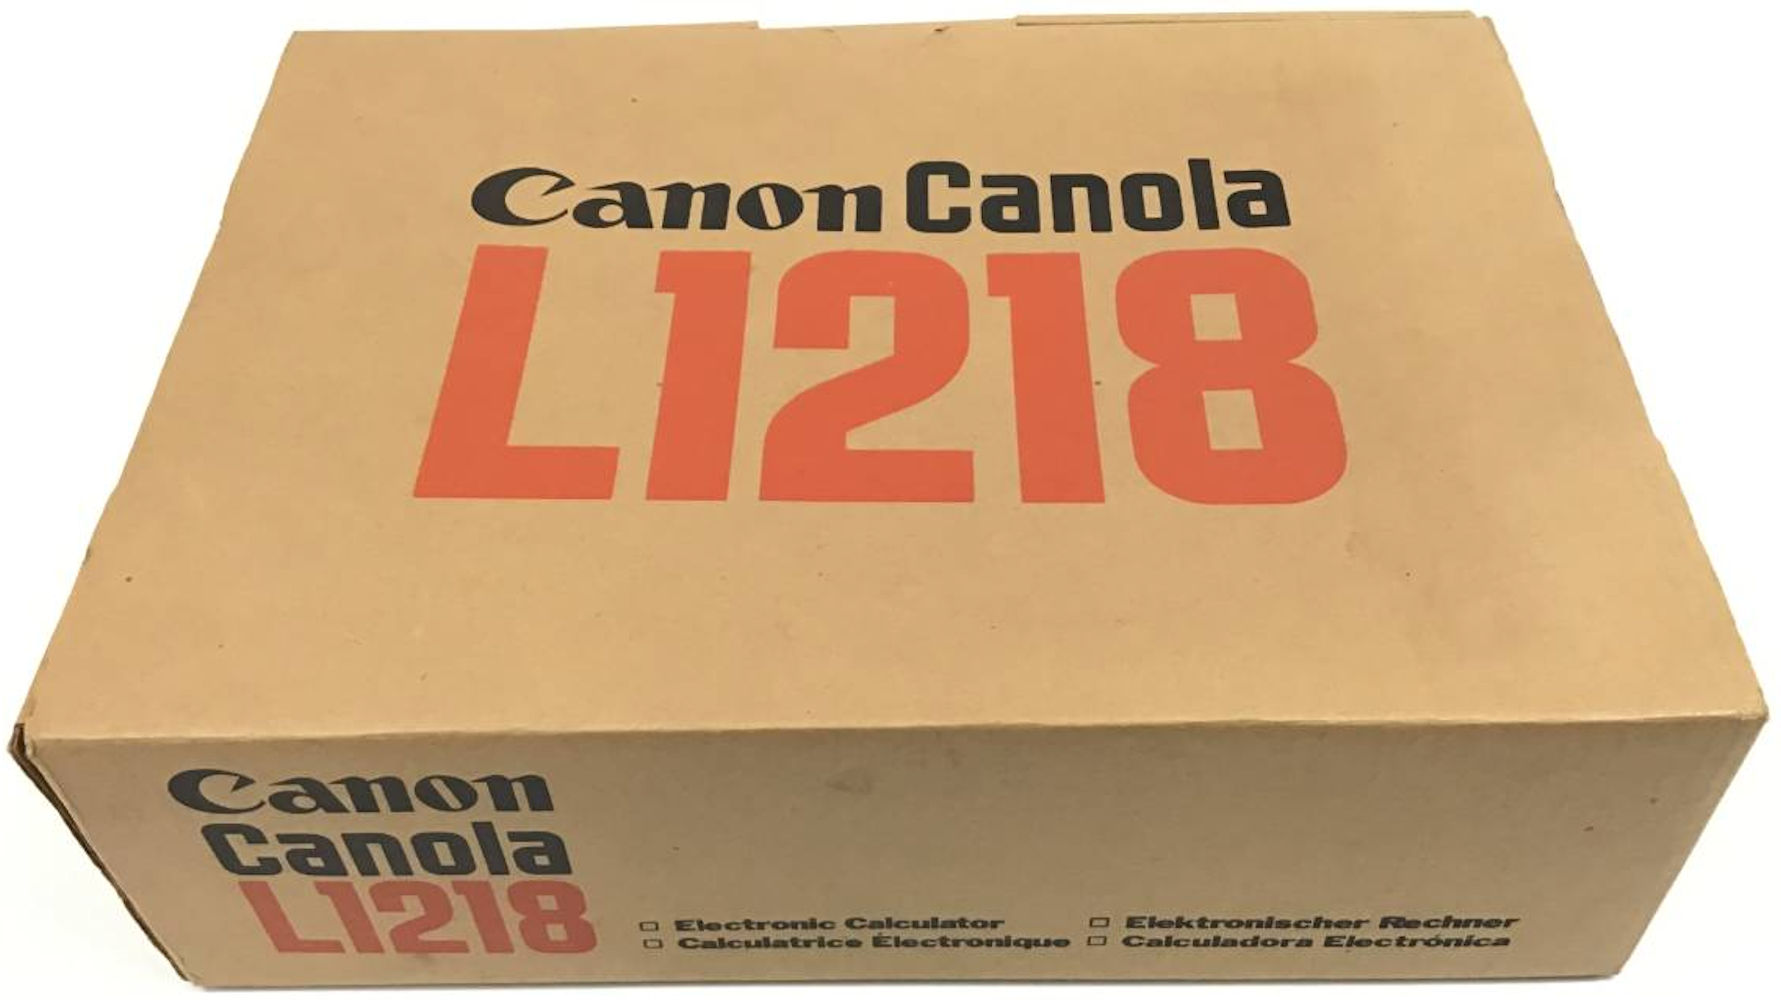 Canon Canola
L1218
Canon
Canola
L1218
Electronic Calculator
Calculatrice Électronique
Elektronischer Rechner
Calculadora Electrónica